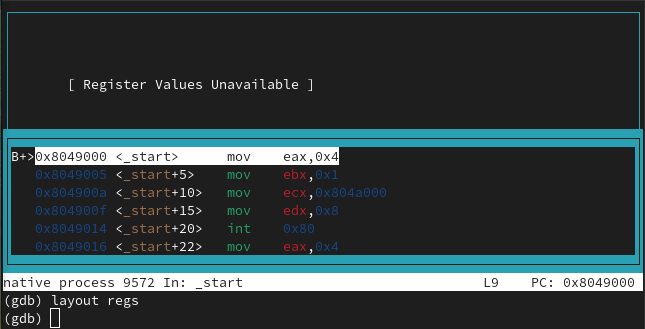 [ Register Values Unavailable ]
B+>0x8049000 <_start> mov eax,0x4
0x8049005 <_start+5> mov ebx,0x1
0x804900a <_start+10> mov ecx,0x804a000
0x804900f <_start+15> mov edx,0x8
0x8049014 <_start+20> int 0x80
0x8049016 <_start+22> mov eax,0x4
native process 9572 In: _start L9 PC: 0x8049000
(gdb) layout regs
(gdb)